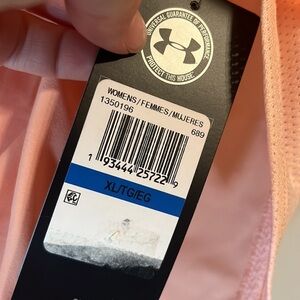 UNIVERSAL GUARANTEE OF PERFORMANCE
PROTECT THIS HOUSE
WOMENS/FEMMES/MUJERES
1350196
689
1 93444 25722 9
XL/TG/EG